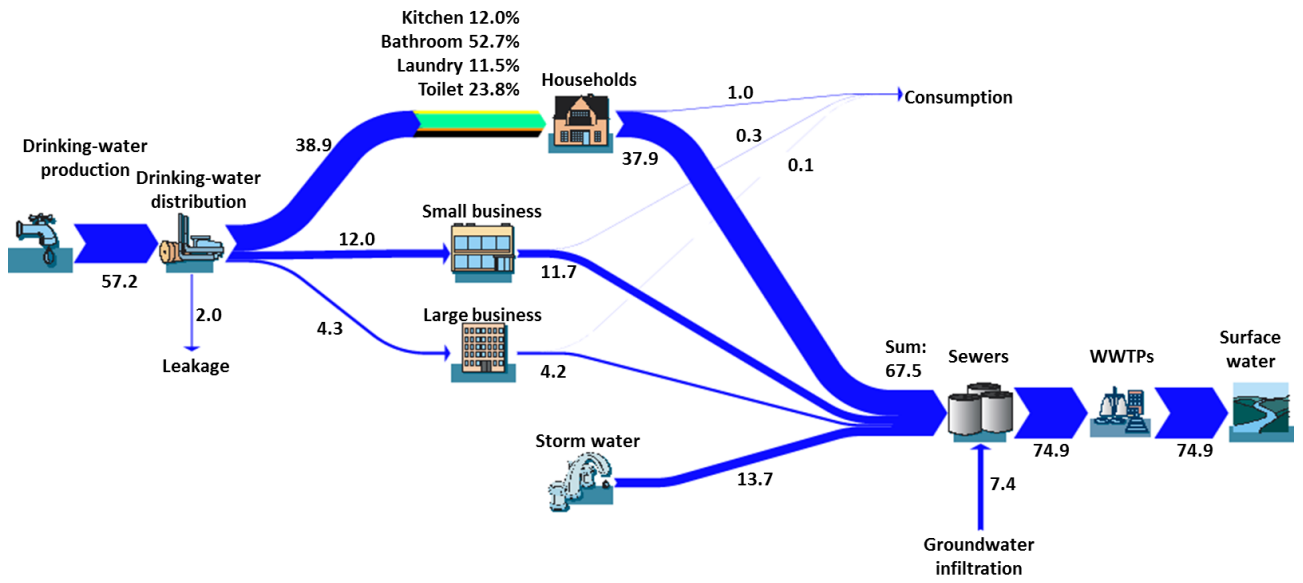 Kitchen 12.0%
Bathroom 52.7%
Laundry 11.5%
Toilet 23.8%
Households
1.0
Consumption
0.3
0.1
38.9
37.9
Drinking-water
production
Drinking-water
distribution
57.2
2.0
Leakage
Small business
12.0
11.7
Large business
4.3
4.2
Storm water
13.7
Sum:
67.5
Sewers
WWTPs
Surface
water
74.9
74.9
7.4
Groundwater
infiltration